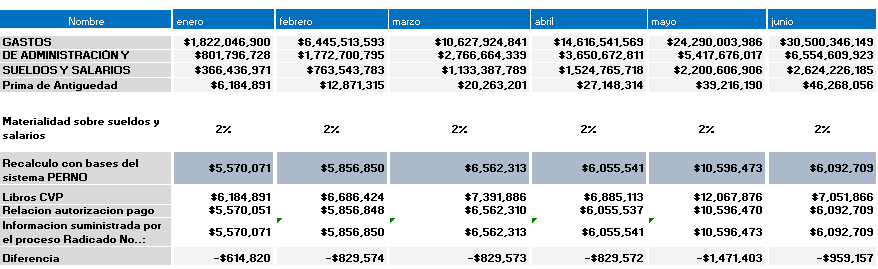 Nombre enero febrero marzo abril mayo junio
GASTOS $1,822,046,900 $6,445,513,593 $10,627,924,841 $14,616,541,569 $24,290,003,986 $30,500,346,149
DE ADMINISTRACIÓN Y $801,796,728 $1,772,700,795 $2,766,664,339 $3,650,672,811 $5,417,676,017 $6,554,609,923
SUELDOS Y SALARIOS $366,436,971 $763,543,783 $1,133,387,789 $1,524,765,718 $2,200,606,906 $2,624,226,185
Prima de Antiguedad $6,184,891 $12,871,315 $20,263,201 $27,148,314 $39,216,190 $46,268,056
Materialidad sobre sueldos y
salarios 2% 2% 2% 2% 2% 2%
Recalculo con bases del
sistema PERNO $5,570,071 $5,856,850 $6,562,313 $6,055,541 $10,596,473 $6,092,709
Libros CVP $6,184,891 $6,686,424 $7,391,886 $6,885,113 $12,067,876 $7,051,866
Relacion autorizacion pago $5,570,051 $5,856,848 $6,562,310 $6,055,537 $10,596,470 $6,092,709
Informacion suministrada por
el proceso Radicado No..: $5,570,071 $5,856,850 $6,562,313 $6,055,541 $10,596,473 $6,092,709
Diferencia -$614,820 -$829,574 -$829,573 -$829,572 -$1,471,403 -$959,157